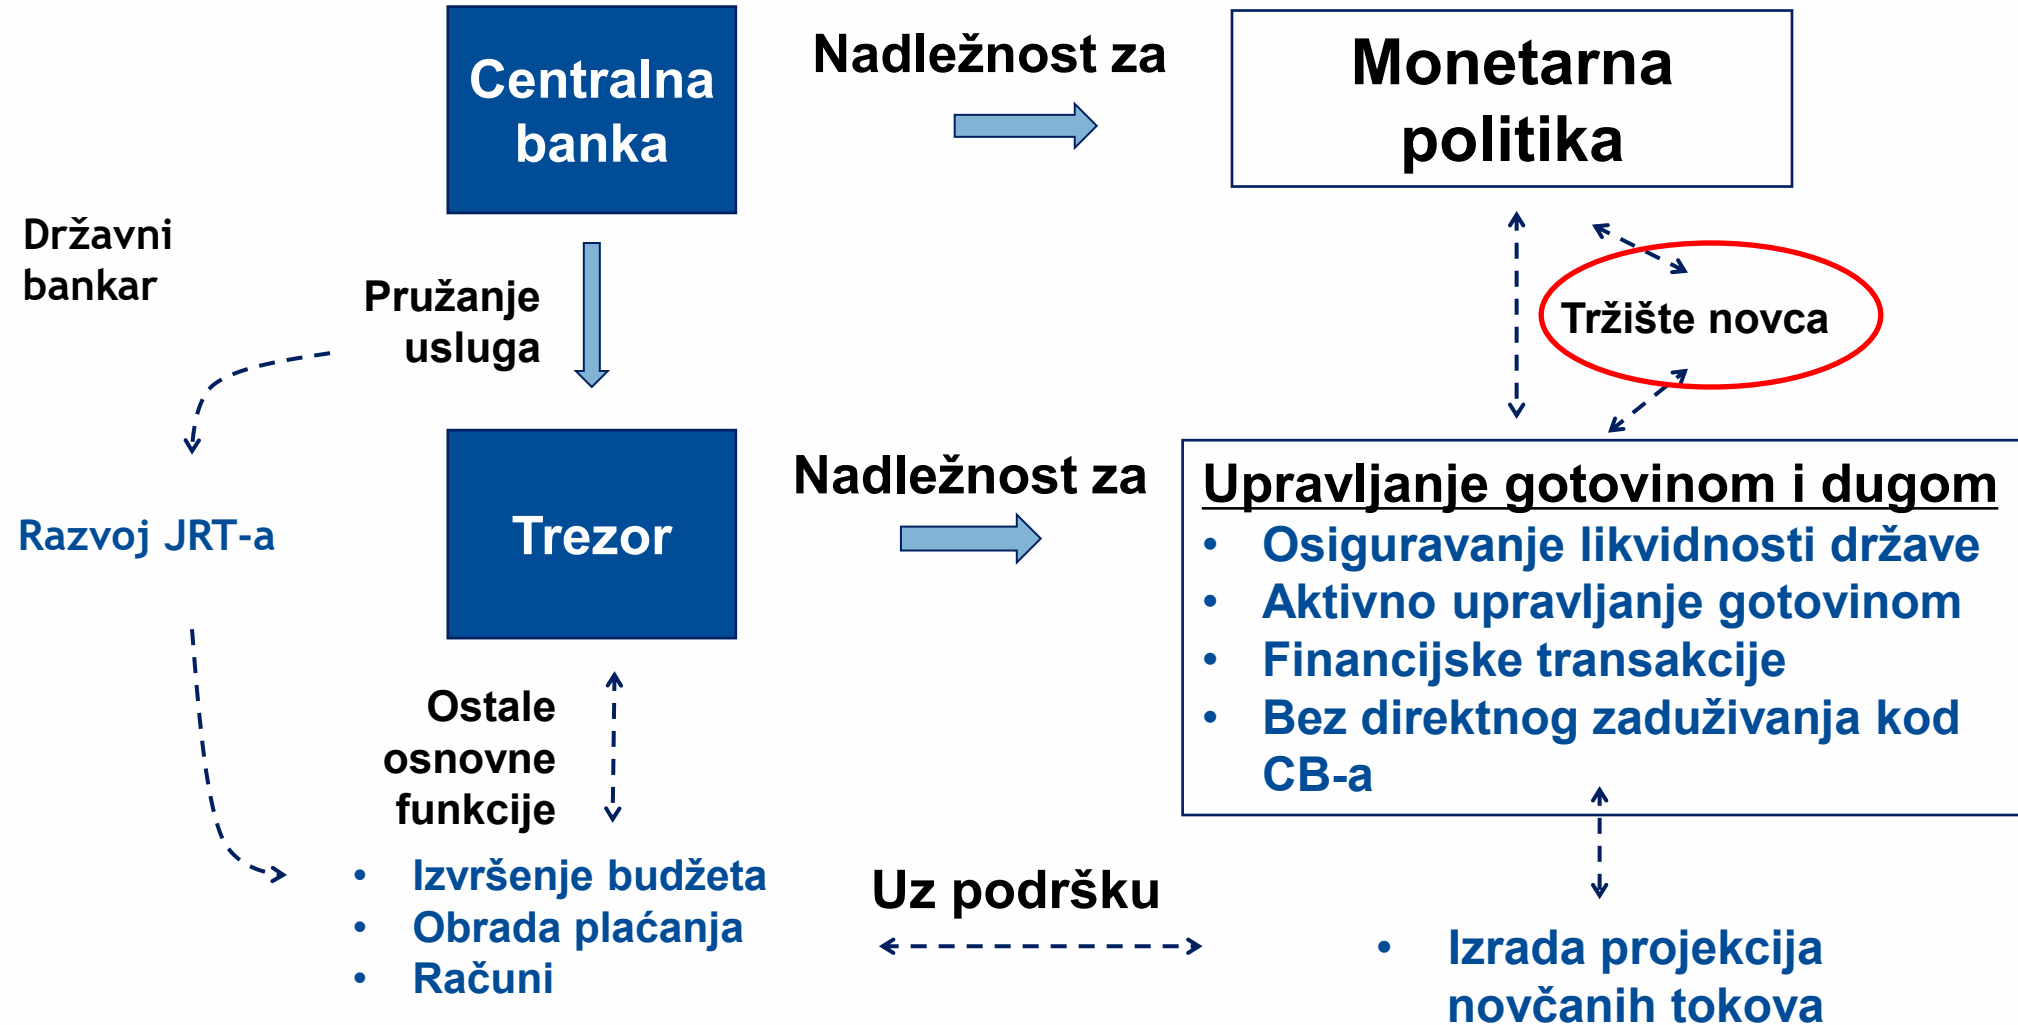 Centralna
banka
Nadležnost za
Monetarna
politika
Državni
bankar
Pružanje
usluga
Tržište novca
Razvoj JRT-a
Trezor
Nadležnost za
Upravljanje gotovinom i dugom
• Osiguravanje likvidnosti države
• Aktivno upravljanje gotovinom
• Financijske transakcije
• Bez direktnog zaduživanja kod
CB-a
Ostale
osnovne
funkcije
• Izvršenje budžeta
• Obrada plaćanja
• Računi
Uz podršku
• Izrada projekcija
novčanih tokova